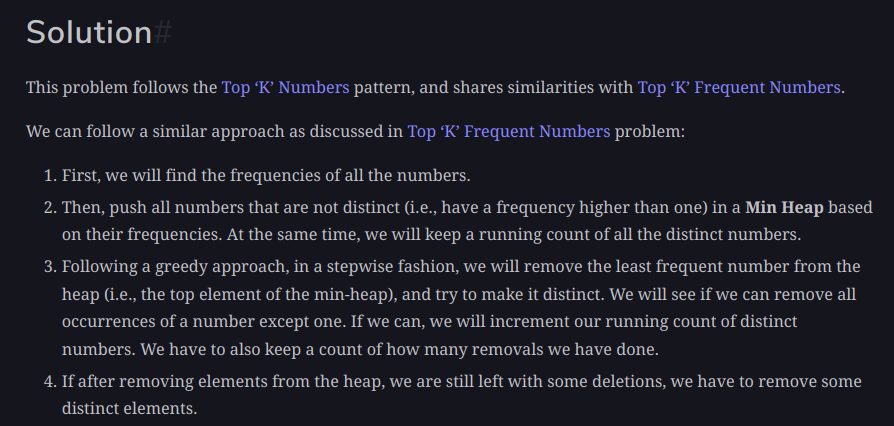 Solution#
This problem follows the Top ‘K’ Numbers pattern, and shares similarities with Top ‘K’ Frequent Numbers.
We can follow a similar approach as discussed in Top ‘K’ Frequent Numbers problem:
1. First, we will find the frequencies of all the numbers.
2. Then, push all numbers that are not distinct (i.e., have a frequency higher than one) in a Min Heap based
on their frequencies. At the same time, we will keep a running count of all the distinct numbers.
3. Following a greedy approach, in a stepwise fashion, we will remove the least frequent number from the
heap (i.e., the top element of the min-heap), and try to make it distinct. We will see if we can remove all
occurrences of a number except one. If we can, we will increment our running count of distinct
numbers. We have to also keep a count of how many removals we have done.
4. If after removing elements from the heap, we are still left with some deletions, we have to remove some
distinct elements.